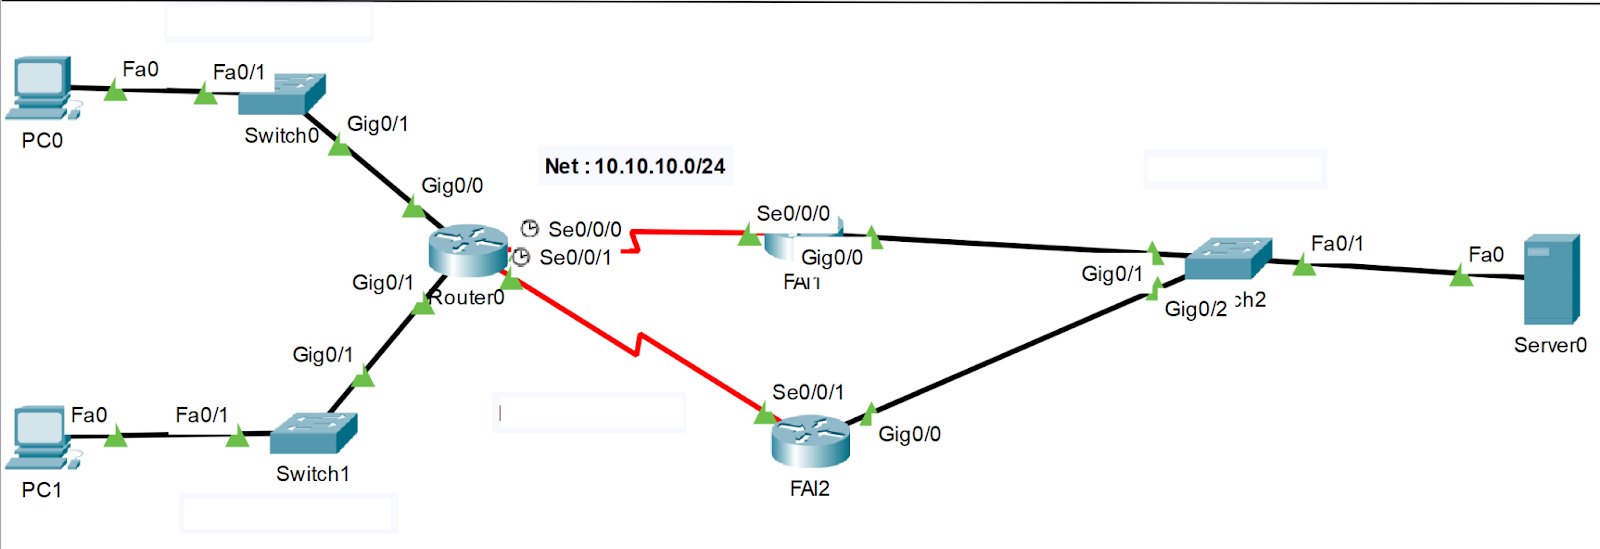 Fa0
Fa0/1
PC0
Switch0
Gig0/1
Net : 10.10.10.0/24
Gig0/0
Se0/0/0
Se0/0/1
Se0/0/0
Gig0/0
FAI1
Gig0/1
Fa0/1
Fa0
Gig0/1
Router0
Gig0/2
ch2
Server0
Gig0/1
Se0/0/1
Gig0/0
Fa0
Fa0/1
Switch1
PC1
FAI2